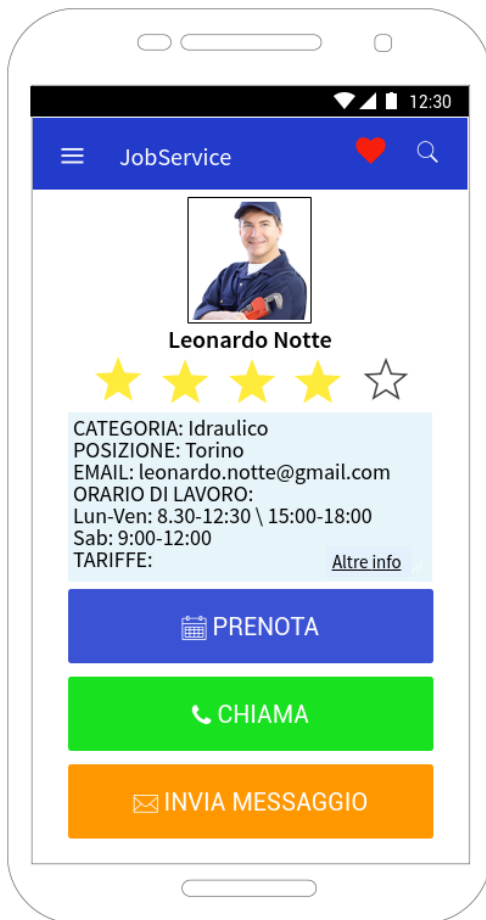 12:30
JobService
Leonardo Notte
CATEGORIA: Idraulico
POSIZIONE: Torino
EMAIL: leonardo.notte@gmail.com
ORARIO DI LAVORO:
Lun-Ven: 8.30-12:30 \ 15:00-18:00
Sab: 9:00-12:00
TARIFFE:
Altre info
PRENOTA
CHIAMA
INVIA MESSAGGIO